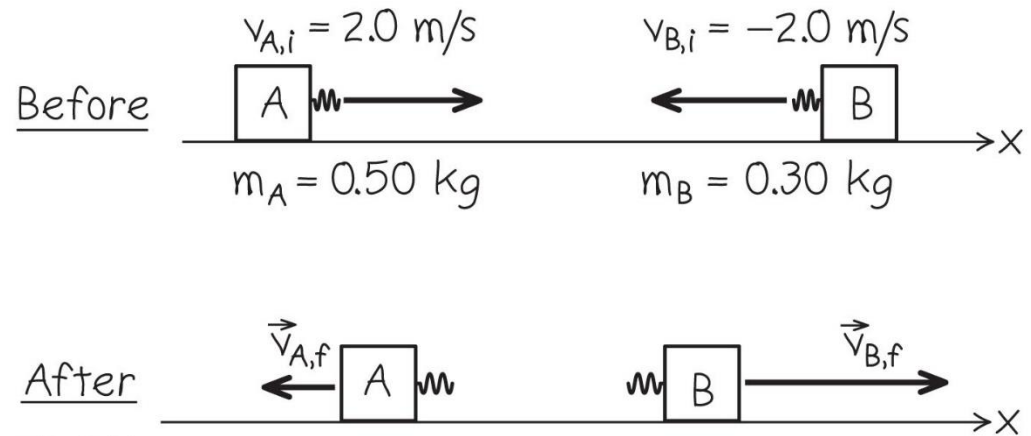 v_A,i = 2.0 m/s v_B,i = -2.0 m/s
Before A B
x
m_A = 0.50 kg m_B = 0.30 kg
v⃗_A,f v⃗_B,f
After A B
x